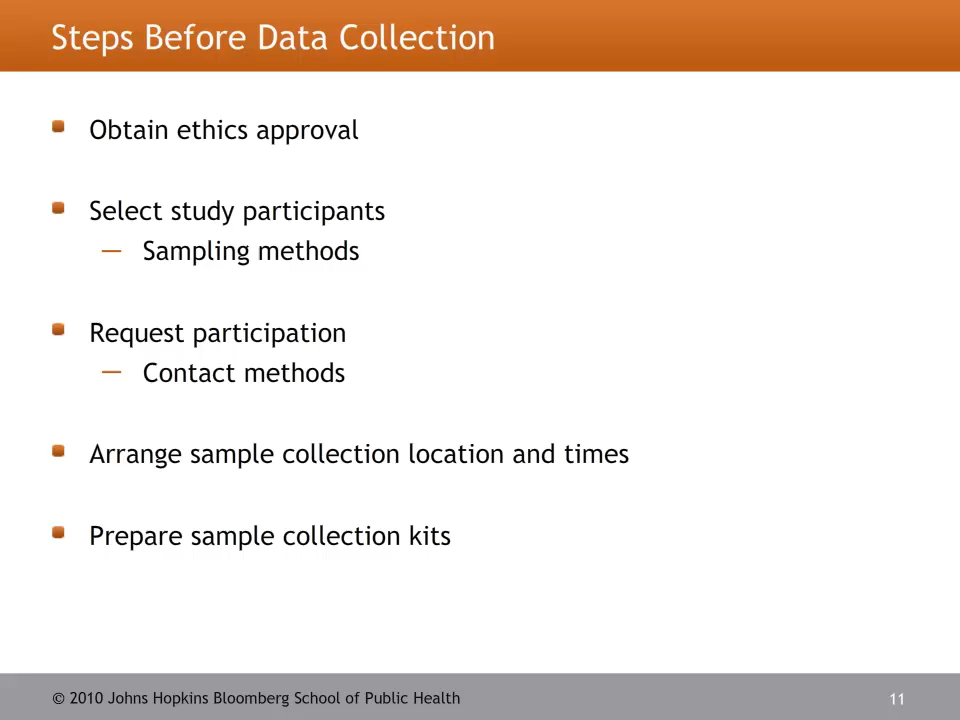 Steps Before Data Collection
Obtain ethics approval
Select study participants
— Sampling methods
Request participation
— Contact methods
Arrange sample collection location and times
Prepare sample collection kits
© 2010 Johns Hopkins Bloomberg School of Public Health
11